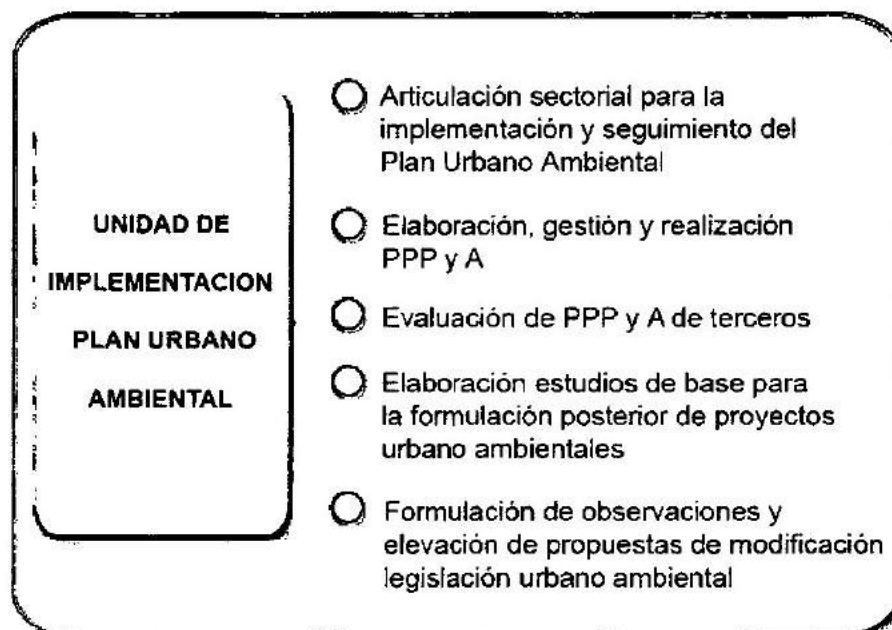 UNIDAD DE
IMPLEMENTACION
PLAN URBANO
AMBIENTAL
Articulación sectorial para la
implementación y seguimiento del
Plan Urbano Ambiental
Elaboración, gestión y realización
PPP y A
Evaluación de PPP y A de terceros
Elaboración estudios de base para
la formulación posterior de proyectos
urbano ambientales
Formulación de observaciones y
elevación de propuestas de modificación
legislación urbano ambiental